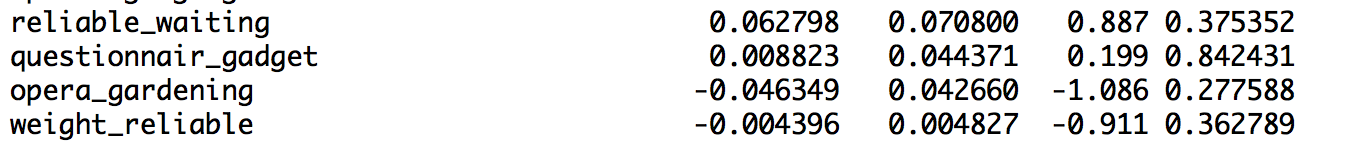 reliable_waiting 0.062798 0.070800 0.887 0.375352
questionnair_gadget 0.008823 0.044371 0.199 0.842431
opera_gardening -0.046349 0.042660 -1.086 0.277588
weight_reliable -0.004396 0.004827 -0.911 0.362789